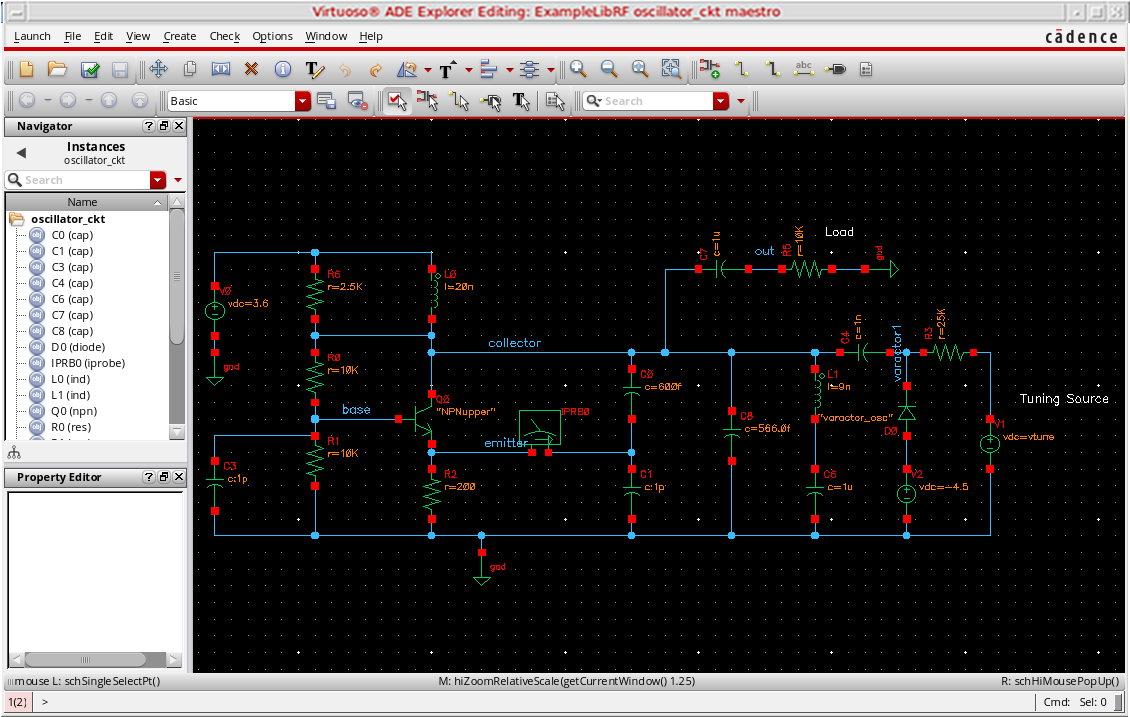 Virtuoso® ADE Explorer Editing: ExampleLibRF oscillator_ckt maestro
Launch File Edit View Create Check Options Window Help
cādence
abc
Basic
Search
Navigator
Instances
oscillator_ckt
Search
Name
oscillator_ckt
C0 (cap)
C1 (cap)
C3 (cap)
C4 (cap)
C6 (cap)
C7 (cap)
C8 (cap)
D0 (diode)
IPRB0 (iprobe)
L0 (ind)
L1 (ind)
Q0 (npn)
R0 (res)
Property Editor
Load
C7
c=1u
out
R5
r=10K
gnd
R6
r=2.5K
L0
l=20n
V0
vdc=3.6
gnd
collector
C4
c=1n
varactor1
R3
r=25K
R0
r=10K
C0
c=600f
L1
l=9n
base
Q0
"NPNupper"
IPRB0
"varactor_osc"
D0
Tuning Source
V1
vdc=vtune
C8
c=566.0f
emitter
R1
r=10K
C3
c:1p
R2
r=200
C1
c:1p
C6
c=1u
V2
vdc=-4.5
gnd
mouse L: schSingleSelectPt()
M: hiZoomRelativeScale(getCurrentWindow() 1.25)
R: schHiMousePopUp()
1(2) >
Cmd: Sel: 0